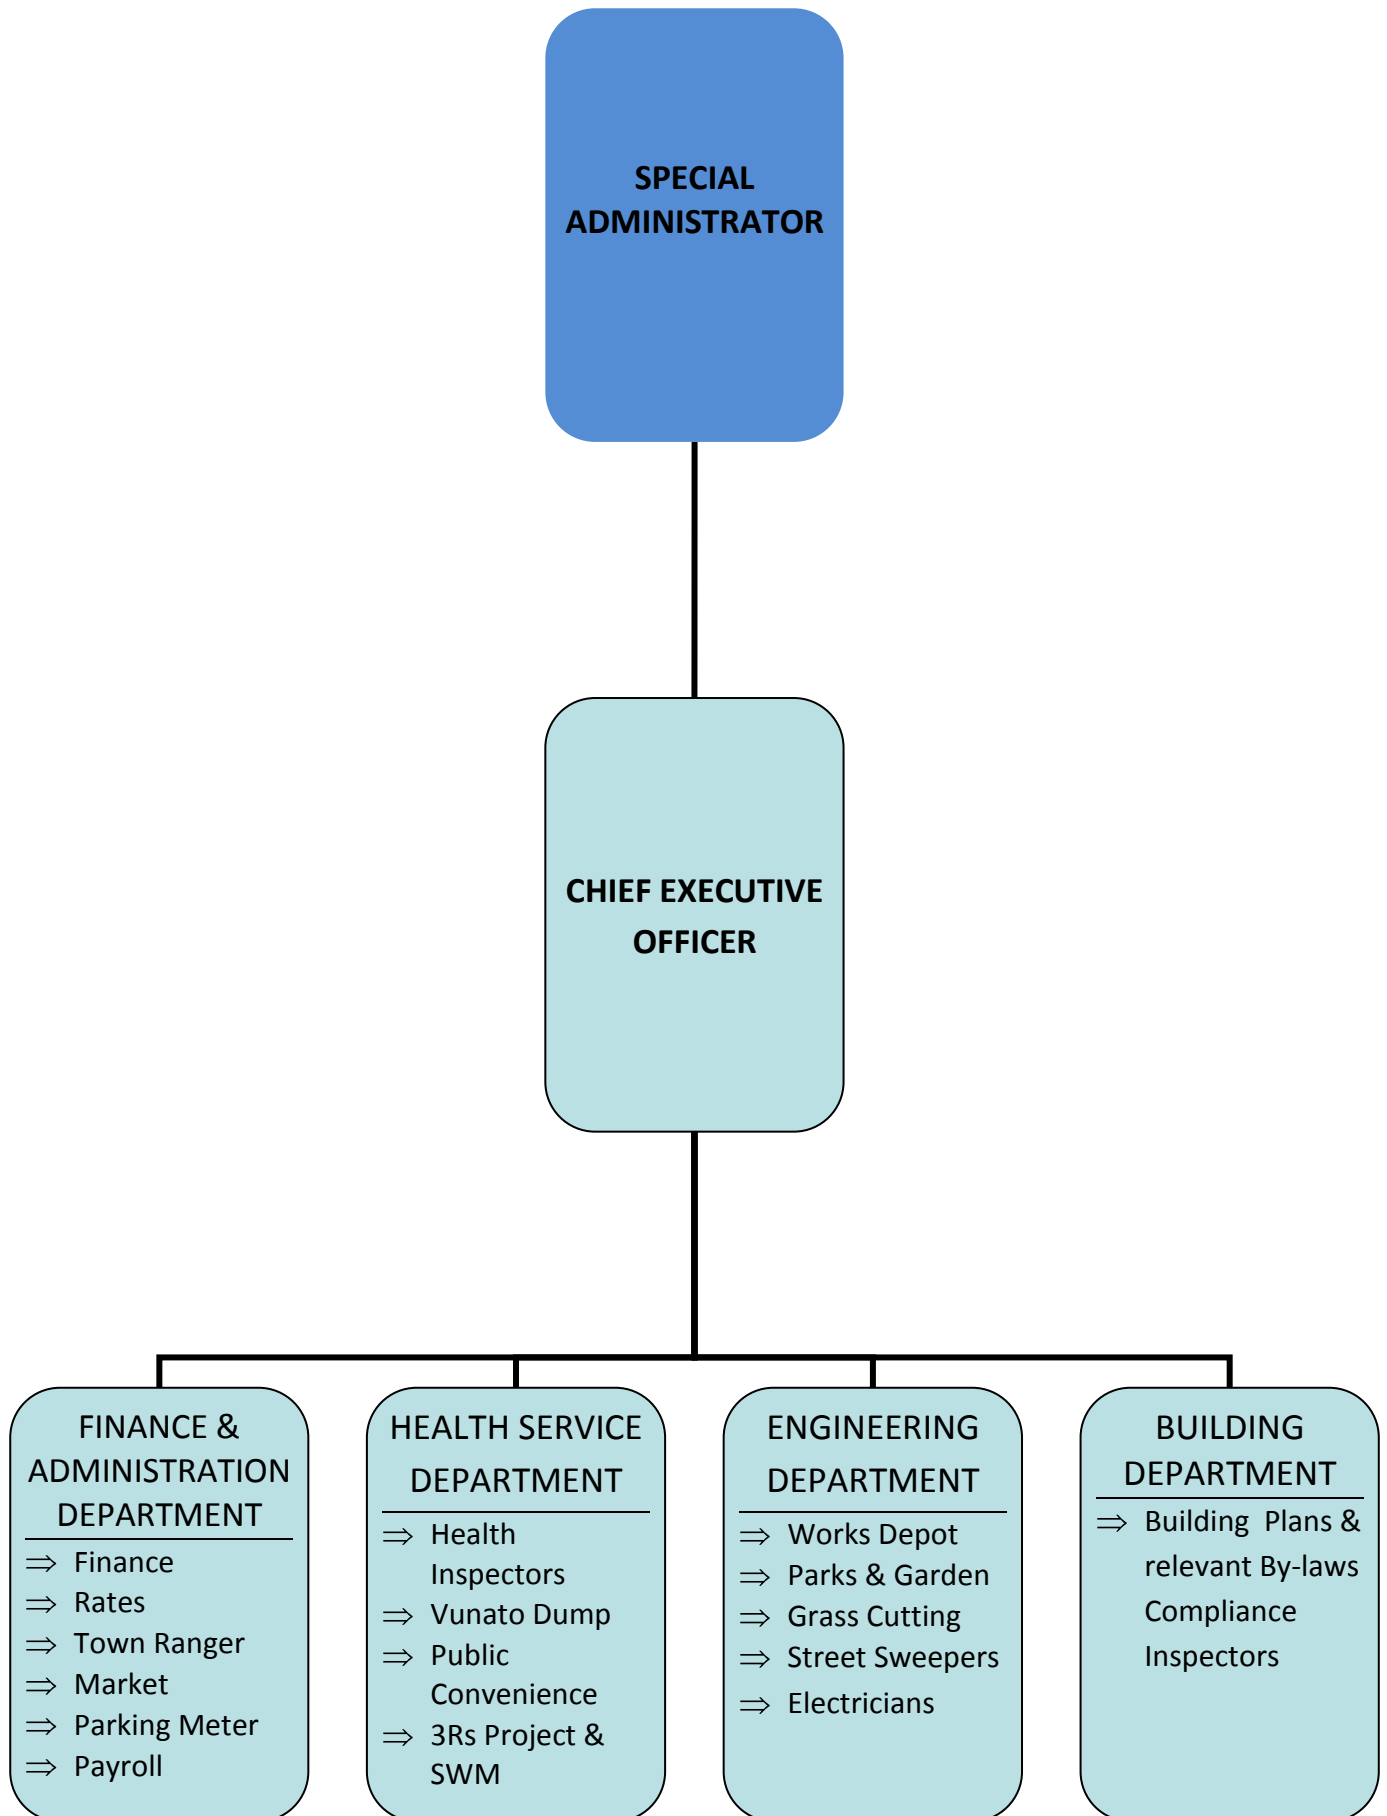 SPECIAL
ADMINISTRATOR
CHIEF EXECUTIVE
OFFICER
FINANCE &
ADMINISTRATION
DEPARTMENT
⇒ Finance
⇒ Rates
⇒ Town Ranger
⇒ Market
⇒ Parking Meter
⇒ Payroll
HEALTH SERVICE
DEPARTMENT
⇒ Health
Inspectors
⇒ Vunato Dump
⇒ Public
Convenience
⇒ 3Rs Project &
SWM
ENGINEERING
DEPARTMENT
⇒ Works Depot
⇒ Parks & Garden
⇒ Grass Cutting
⇒ Street Sweepers
⇒ Electricians
BUILDING
DEPARTMENT
⇒ Building Plans &
relevant By-laws
Compliance
Inspectors